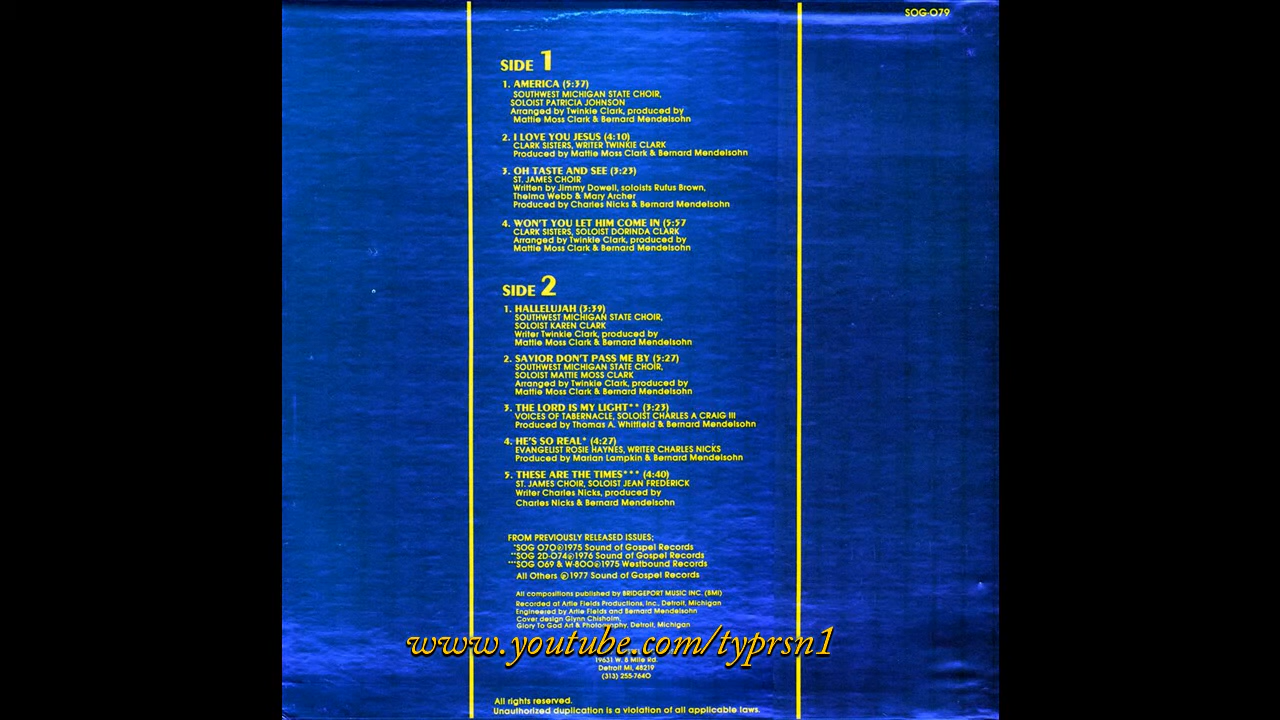 SOG-079
SIDE 1
1. AMERICA (5:37)
SOUTHWEST MICHIGAN STATE CHOIR,
SOLOIST PATRICIA JOHNSON
Arranged by Twinkie Clark, produced by
Mattie Moss Clark & Bernard Mendelsohn
2. I LOVE YOU JESUS (4:10)
CLARK SISTERS, WRITER TWINKIE CLARK
Produced by Mattie Moss Clark & Bernard Mendelsohn
3. OH TASTE AND SEE (3:23)
ST. JAMES CHOIR
Written by Jimmy Dowell, soloists Rufus Brown,
Thelma Webb & Mary Archer
Produced by Charles Nicks & Bernard Mendelsohn
4. WON'T YOU LET HIM COME IN (5:57
CLARK SISTERS, SOLOIST DORINDA CLARK
Arranged by Twinkie Clark, produced by
Mattie Moss Clark & Bernard Mendelsohn
SIDE 2
1. HALLELUJAH (3:39)
SOUTHWEST MICHIGAN STATE CHOIR,
SOLOIST KAREN CLARK
Writer Twinkie Clark, produced by
Mattie Moss Clark & Bernard Mendelsohn
2. SAVIOR DON'T PASS ME BY (5:27)
SOUTHWEST MICHIGAN STATE CHOIR,
SOLOIST MATTIE MOSS CLARK
Arranged by Twinkie Clark, produced by
Mattie Moss Clark & Bernard Mendelsohn
3. THE LORD IS MY LIGHT** (3:23)
VOICES OF TABERNACLE, SOLOIST CHARLES A CRAIG III
Produced by Thomas A. Whitfield & Bernard Mendelsohn
4. HE'S SO REAL* (4:27)
EVANGELIST ROSIE HAYNES, WRITER CHARLES NICKS
Produced by Marian Lampkin & Bernard Mendelsohn
5. THESE ARE THE TIMES*** (4:40)
ST. JAMES CHOIR, SOLOIST JEAN FREDERICK
Writer Charles Nicks, produced by
Charles Nicks & Bernard Mendelsohn
FROM PREVIOUSLY RELEASED ISSUES;
*SOG 070℗1975 Sound of Gospel Records
**SOG 2D-074℗1976 Sound of Gospel Records
***SOG 069 & W-800℗1975 Westbound Records
All Others ℗1977 Sound of Gospel Records
All compositions published by BRIDGEPORT MUSIC INC. (BMI)
Recorded at Artie Fields Productions, Inc., Detroit, Michigan
Engineered by Artie Fields and Bernard Mendelsohn
Cover design Glynn Chisholm,
Glory To God Art & Photography, Detroit, Michigan
www.youtube.com/typrsn1
19631 W. 8 Mile Rd.
Detroit MI, 48219
(313) 255-7640
All rights reserved.
Unauthorized duplication is a violation of all applicable laws.